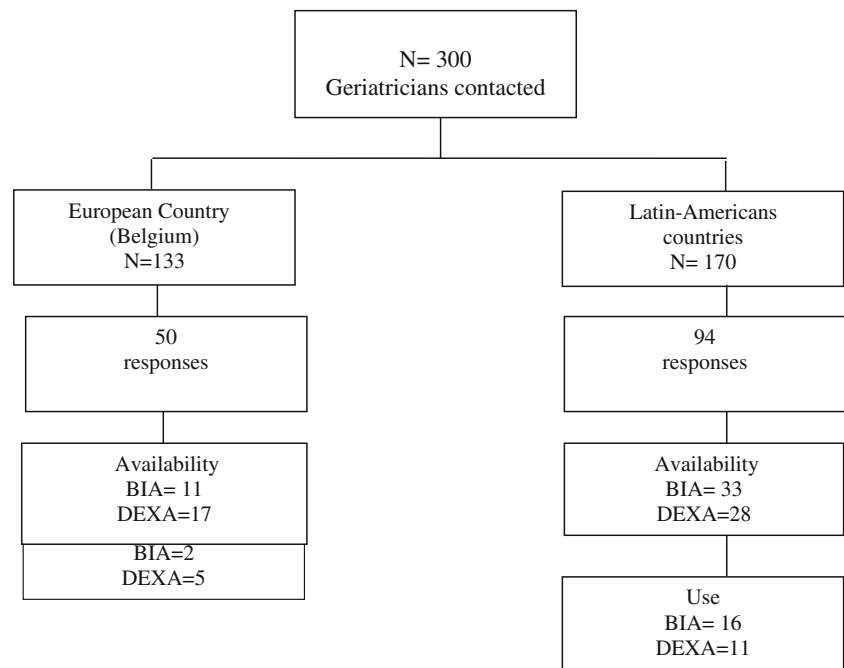 N= 300
Geriatricians contacted
European Country
(Belgium)
N=133
Latin-Americans
countries
N= 170
50
responses
94
responses
Availability
BIA= 11
DEXA=17
Availability
BIA= 33
DEXA=28
BIA=2
DEXA=5
Use
BIA= 16
DEXA=11